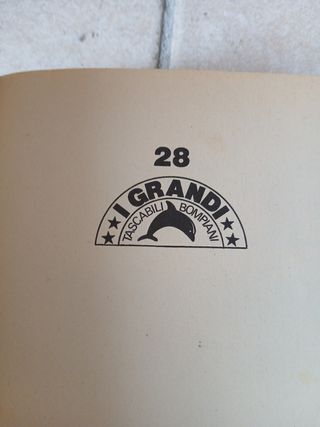 28
I GRANDI
TASCABILI BOMPIANI